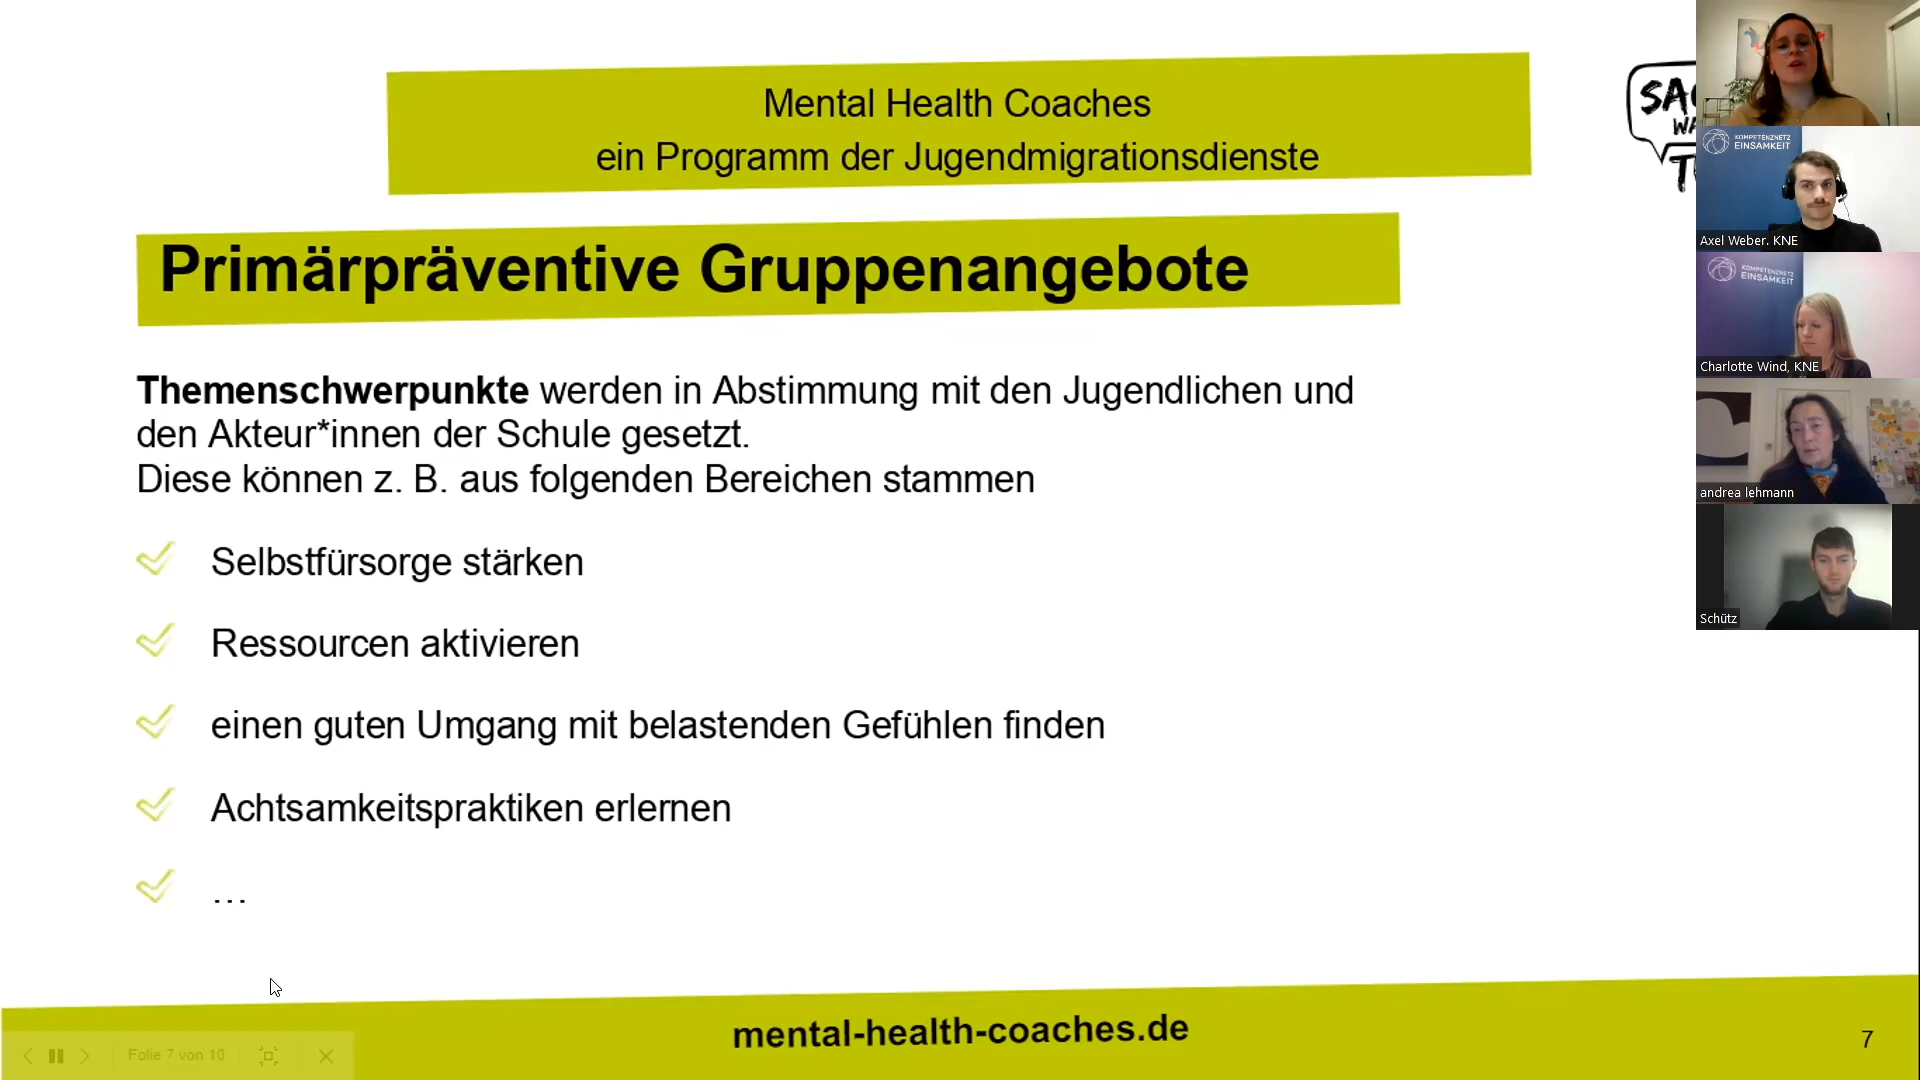 Mental Health Coaches
ein Programm der Jugendmigrationsdienste
Primärpräventive Gruppenangebote
Themenschwerpunkte werden in Abstimmung mit den Jugendlichen und
den Akteur*innen der Schule gesetzt.
Diese können z. B. aus folgenden Bereichen stammen
Selbstfürsorge stärken
Ressourcen aktivieren
einen guten Umgang mit belastenden Gefühlen finden
Achtsamkeitspraktiken erlernen
…
mental-health-coaches.de
7
Folie 7 von 10
KOMPETENZNETZ
EINSAMKEIT
Axel Weber. KNE
KOMPETENZNETZ
EINSAMKEIT
Charlotte Wind, KNE
andrea lehmann
Schütz